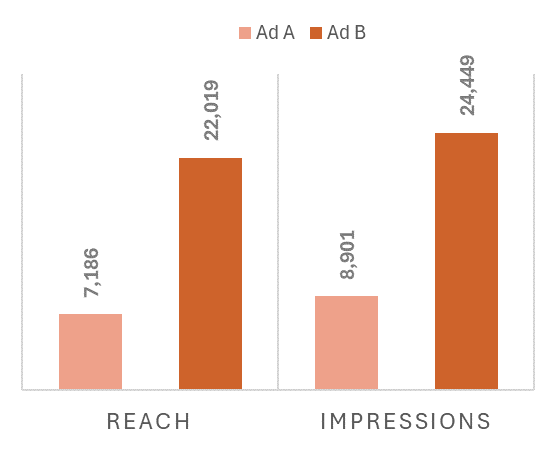 Ad A Ad B
7,186
22,019
8,901
24,449
REACH
IMPRESSIONS